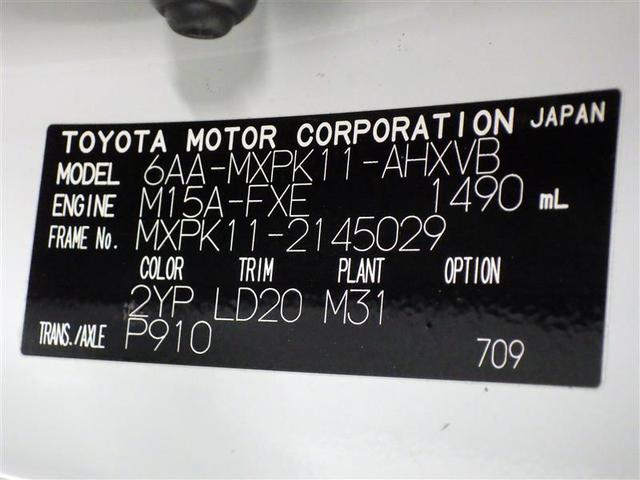 TOYOTA MOTOR CORPORATION JAPAN
MODEL 6AA-MXPK11-AHXVB
ENGINE M15A-FXE 1490 mL
FRAME No. MXPK11-2145029
COLOR TRIM PLANT OPTION
2YP LD20 M31
TRANS./AXLE P910
709